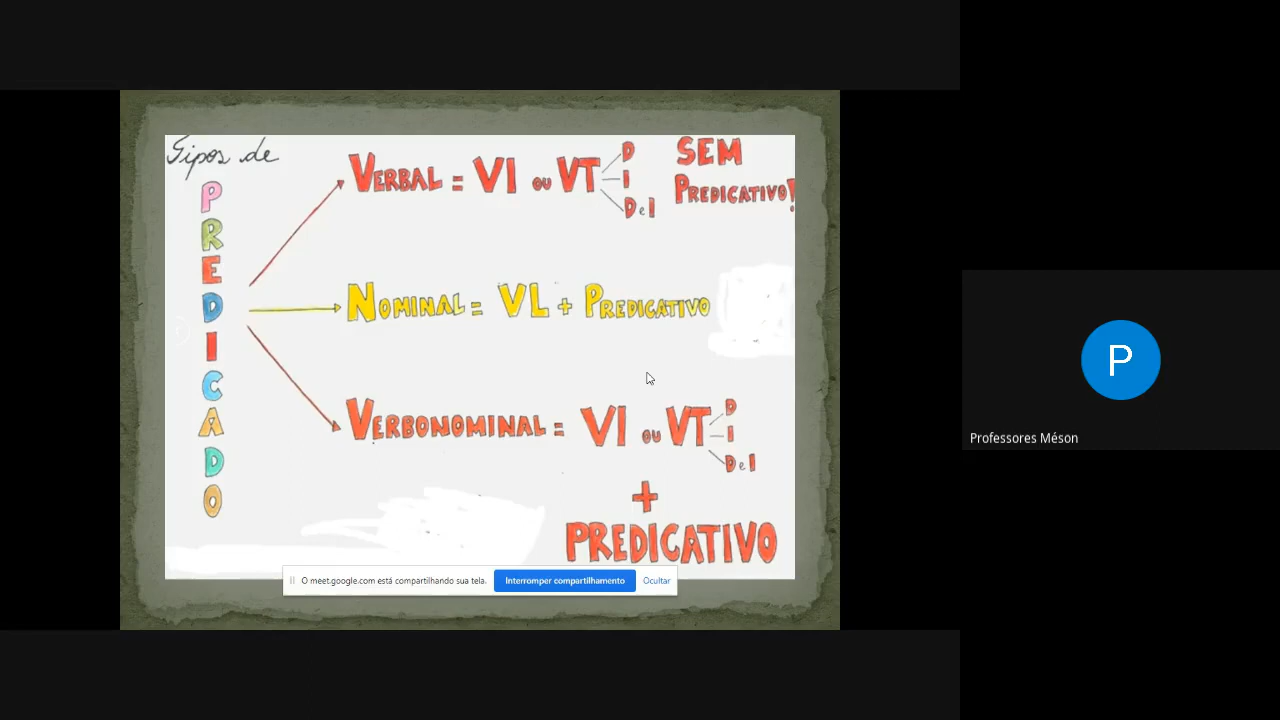 Tipos de
PREDICADO
VERBAL = VI OU VT
D
I
D e I
SEM
PREDICATIVO!
NOMINAL = VL + PREDICATIVO
VERBONOMINAL = VI OU VT
D
I
D e I
+
PREDICATIVO
O meet.google.com está compartilhando sua tela.
Interromper compartilhamento
Ocultar
P
Professores Méson